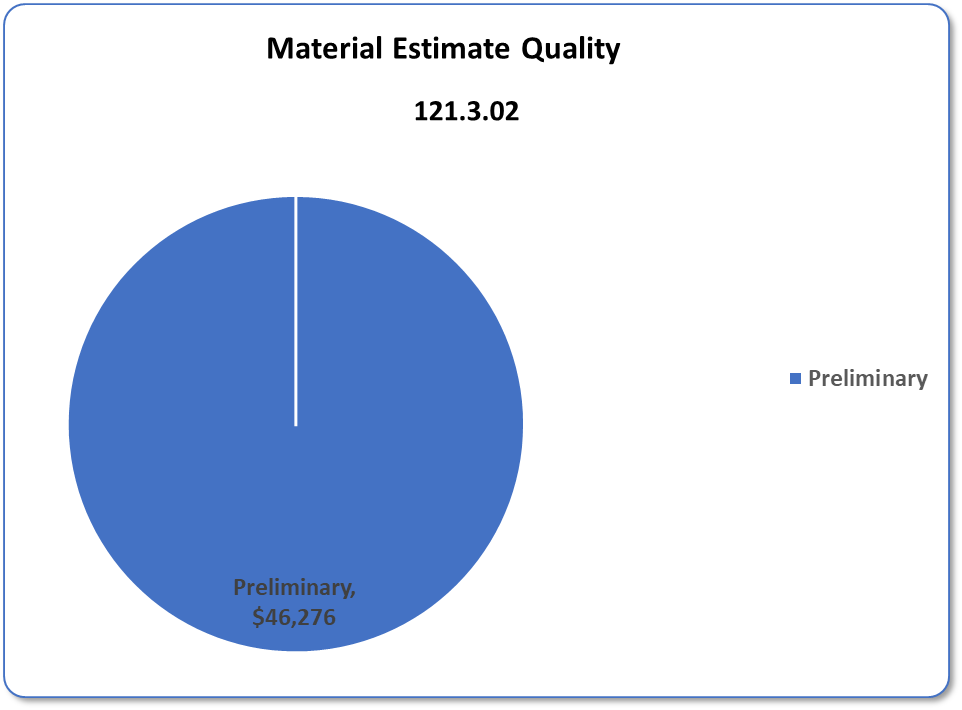 Material Estimate Quality
121.3.02
Preliminary
Preliminary,
$46,276